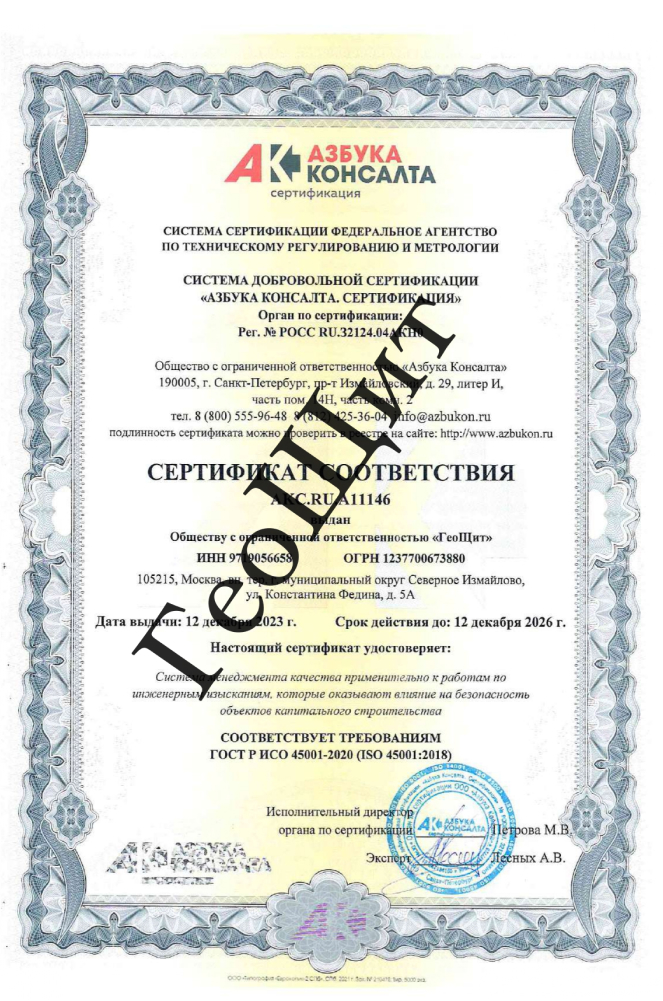 АК АЗБУКА
КОНСАЛТА
сертификация
СИСТЕМА СЕРТИФИКАЦИИ ФЕДЕРАЛЬНОЕ АГЕНТСТВО
ПО ТЕХНИЧЕСКОМУ РЕГУЛИРОВАНИЮ И МЕТРОЛОГИИ
СИСТЕМА ДОБРОВОЛЬНОЙ СЕРТИФИКАЦИИ
«АЗБУКА КОНСАЛТА. СЕРТИФИКАЦИЯ»
Орган по сертификации:
Рег. № РОСС RU.32124.04АКН0
Общество с ограниченной ответственностью «Азбука Консалта»
190005, г. Санкт-Петербург, пр-т Измайловский, д. 29, литер И,
часть пом. 4Н, часть комн. 2
тел. 8 (800) 555-96-48 8 (812) 425-36-04 info@azbukon.ru
подлинность сертификата можно проверить в реестре на сайте: http://www.azbukon.ru
СЕРТИФИКАТ СООТВЕТСТВИЯ
АКС.RU.А11146
выдан
Обществу с ограниченной ответственностью «ГеоЩит»
ИНН ОГРН 1237700673880
105215, Москва, вн. тер. г. муниципальный округ Северное Измайлово,
ул. Константина Федина, д. 5А
Дата выдачи: 12 декабря 2023 г. Срок действия до: 12 декабря 2026 г.
Настоящий сертификат удостоверяет:
Система менеджмента качества применительно к работам по
инженерным изысканиям, которые оказывают влияние на безопасность
объектов капитального строительства
СООТВЕТСТВУЕТ ТРЕБОВАНИЯМ
ГОСТ Р ИСО 45001-2020 (ISO 45001:2018)
Исполнительный директор
органа по сертификации Петрова М.В.
Эксперт Лесных А.В.
АК АЗБУКА
КОНСАЛТА
ГеоЩит